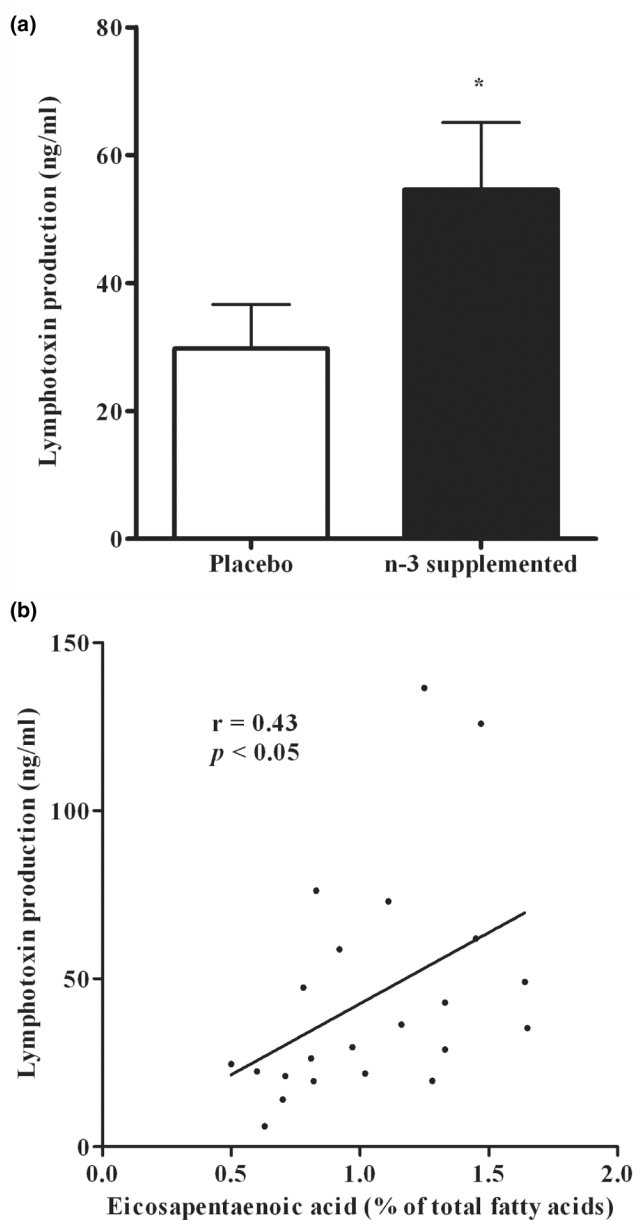 (a)
Lymphotoxin production (ng/ml)
80
60
40
20
0
*
Placebo
n-3 supplemented
(b)
Lymphotoxin production (ng/ml)
150
100
50
0
r = 0.43
p < 0.05
0.0 0.5 1.0 1.5 2.0
Eicosapentaenoic acid (% of total fatty acids)